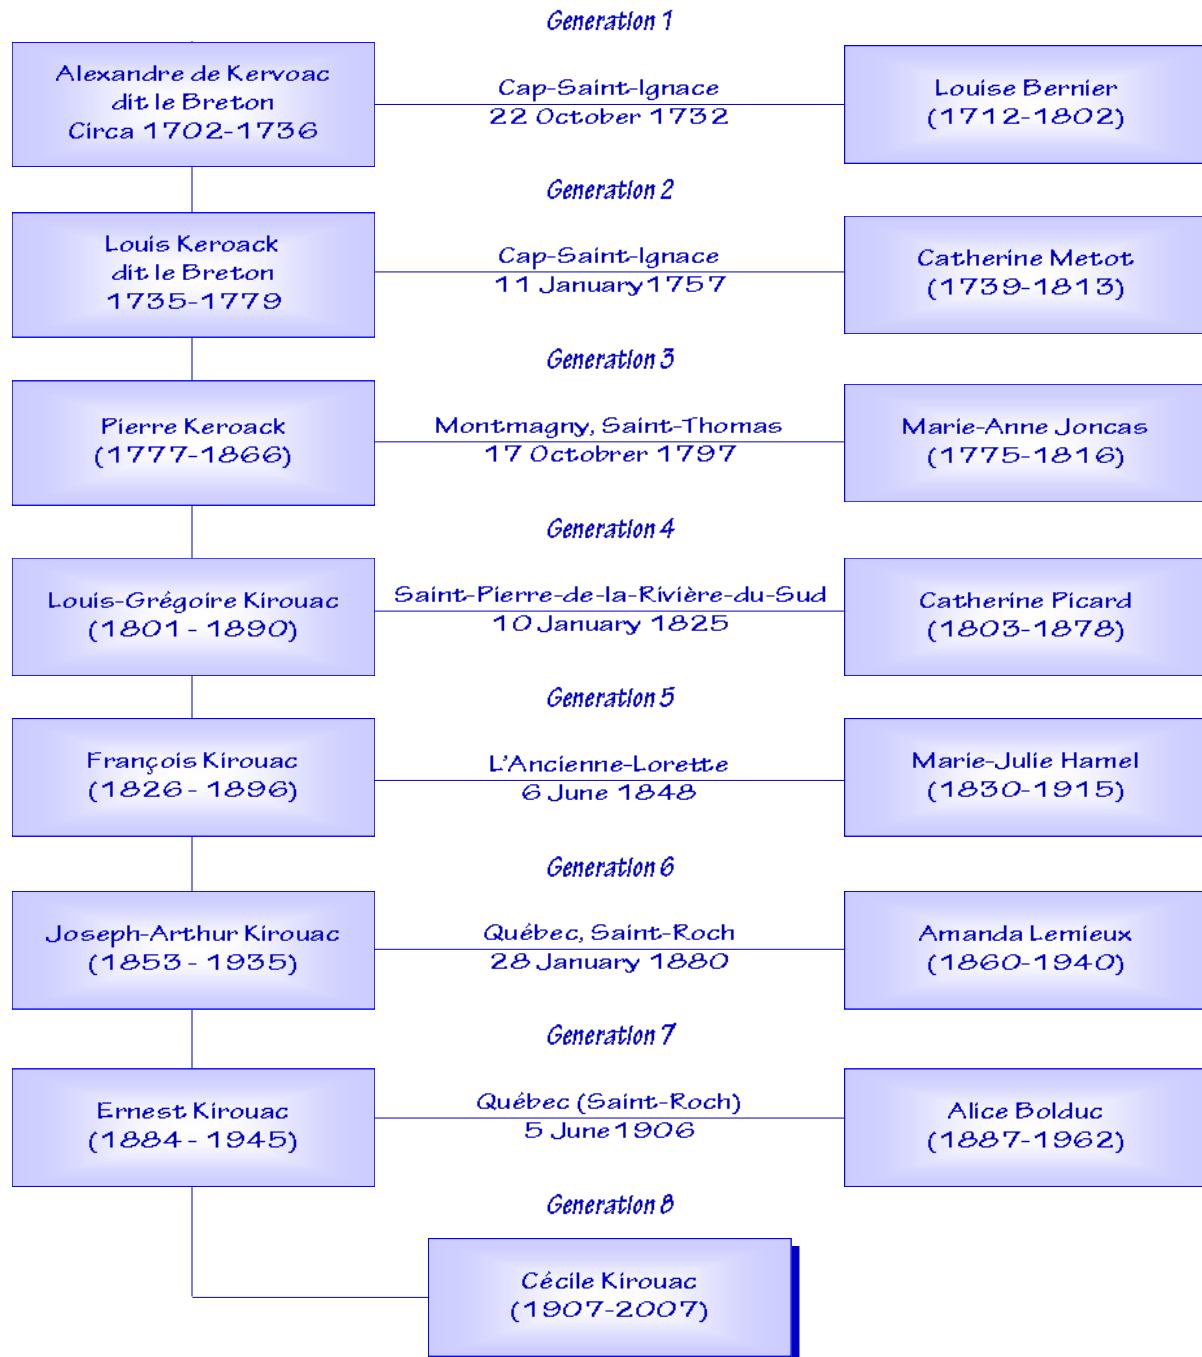 Generation 1
Alexandre de Kervoac
dit le Breton
Circa 1702-1736
Cap-Saint-Ignace
22 October 1732
Louise Bernier
(1712-1802)
Generation 2
Louis Keroack
dit le Breton
1735-1779
Cap-Saint-Ignace
11 January 1757
Catherine Metot
(1739-1813)
Generation 3
Pierre Keroack
(1777-1866)
Montmagny, Saint-Thomas
17 Octobrer 1797
Marie-Anne Joncas
(1775-1816)
Generation 4
Louis-Grégoire Kirouac
(1801 - 1890)
Saint-Pierre-de-la-Rivière-du-Sud
10 January 1825
Catherine Picard
(1803-1878)
Generation 5
François Kirouac
(1826 - 1896)
L'Ancienne-Lorette
6 June 1848
Marie-Julie Hamel
(1830-1915)
Generation 6
Joseph-Arthur Kirouac
(1853 - 1935)
Québec, Saint-Roch
28 January 1880
Amanda Lemieux
(1860-1940)
Generation 7
Ernest Kirouac
(1884 - 1945)
Québec (Saint-Roch)
5 June 1906
Alice Bolduc
(1887-1962)
Generation 8
Cécile Kirouac
(1907-2007)